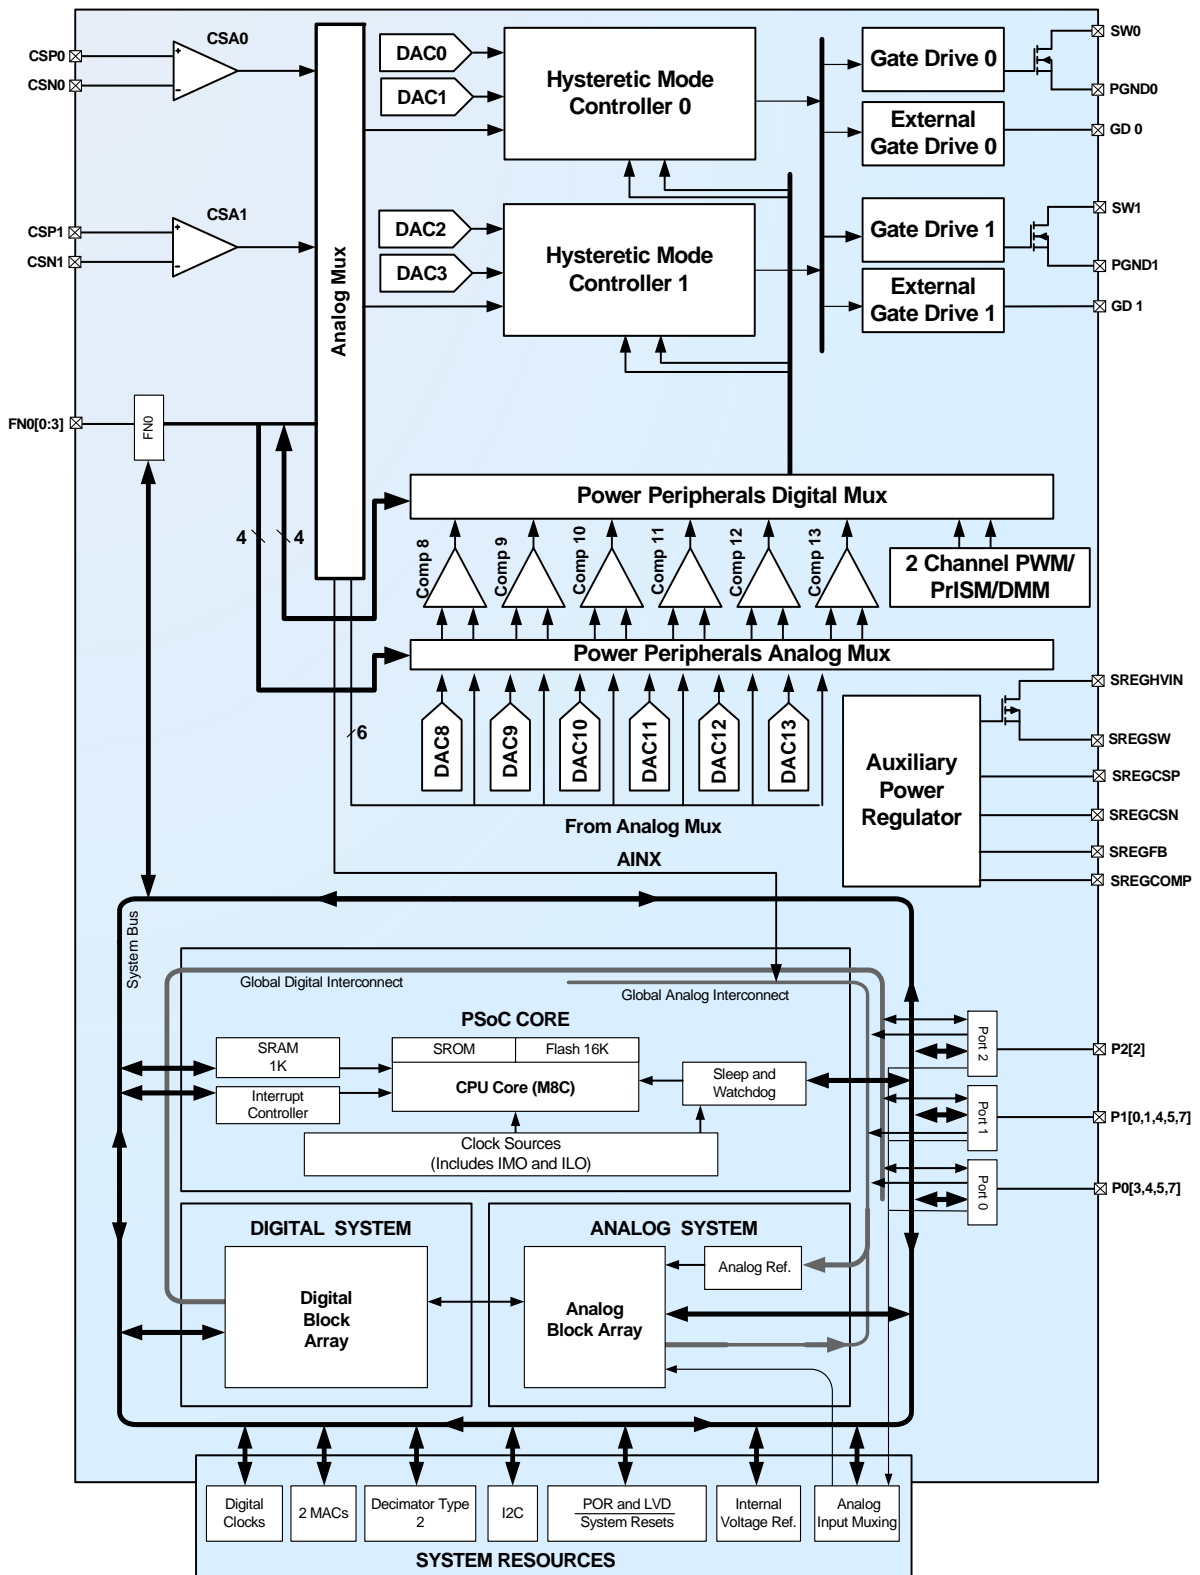 CSP0
CSN0
CSA0
CSP1
CSN1
CSA1
FN0[0:3]
FN0
Analog Mux
DAC0
DAC1
Hysteretic Mode
Controller 0
DAC2
DAC3
Hysteretic Mode
Controller 1
Gate Drive 0
External
Gate Drive 0
Gate Drive 1
External
Gate Drive 1
SW0
PGND0
GD 0
SW1
PGND1
GD 1
Power Peripherals Digital Mux
4
4
Comp 8
Comp 9
Comp 10
Comp 11
Comp 12
Comp 13
2 Channel PWM/
PrISM/DMM
Power Peripherals Analog Mux
6
DAC8
DAC9
DAC10
DAC11
DAC12
DAC13
From Analog Mux
AINX
Auxiliary
Power
Regulator
SREGHVIN
SREGSW
SREGCSP
SREGCSN
SREGFB
SREGCOMP
System Bus
Global Digital Interconnect
Global Analog Interconnect
PSoC CORE
SRAM
1K
SROM
Flash 16K
CPU Core (M8C)
Interrupt
Controller
Sleep and
Watchdog
Clock Sources
(Includes IMO and ILO)
Port 2
Port 1
Port 0
P2[2]
P1[0,1,4,5,7]
P0[3,4,5,7]
DIGITAL SYSTEM
Digital
Block
Array
ANALOG SYSTEM
Analog
Block Array
Analog Ref.
Digital
Clocks
2 MACs
Decimator Type
2
I2C
POR and LVD
System Resets
Internal
Voltage Ref.
Analog
Input Muxing
SYSTEM RESOURCES
+
-
+
-